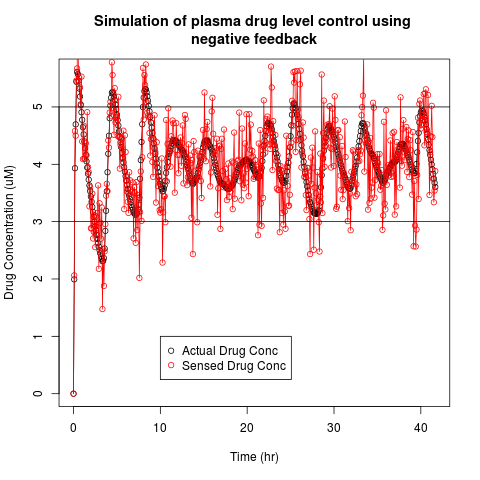 Simulation of plasma drug level control using
negative feedback
Drug Concentration (uM)
5
4
3
2
1
0
Actual Drug Conc
Sensed Drug Conc
0 10 20 30 40
Time (hr)